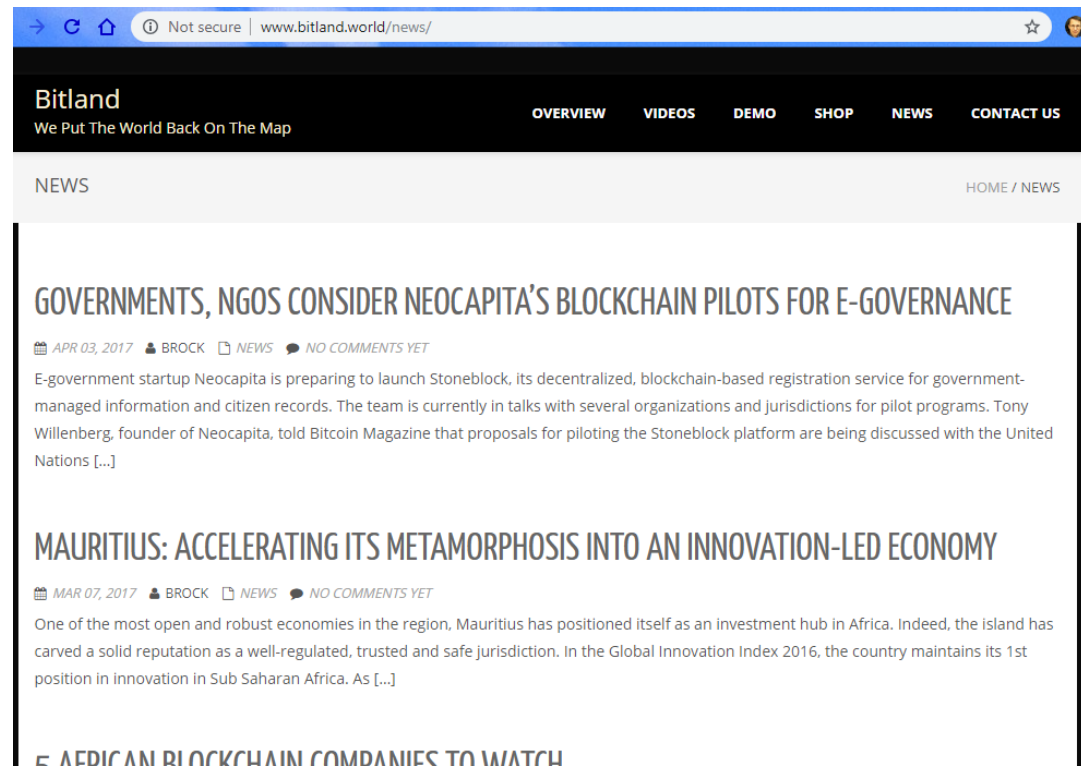 Not secure | www.bitland.world/news/
Bitland
We Put The World Back On The Map
OVERVIEW VIDEOS DEMO SHOP NEWS CONTACT US
NEWS
HOME / NEWS
GOVERNMENTS, NGOS CONSIDER NEOCAPITA’S BLOCKCHAIN PILOTS FOR E-GOVERNANCE
APR 03, 2017 BROCK NEWS NO COMMENTS YET
E-government startup Neocapita is preparing to launch Stoneblock, its decentralized, blockchain-based registration service for government-
managed information and citizen records. The team is currently in talks with several organizations and jurisdictions for pilot programs. Tony
Willenberg, founder of Neocapita, told Bitcoin Magazine that proposals for piloting the Stoneblock platform are being discussed with the United
Nations […]
MAURITIUS: ACCELERATING ITS METAMORPHOSIS INTO AN INNOVATION-LED ECONOMY
MAR 07, 2017 BROCK NEWS NO COMMENTS YET
One of the most open and robust economies in the region, Mauritius has positioned itself as an investment hub in Africa. Indeed, the island has
carved a solid reputation as a well-regulated, trusted and safe jurisdiction. In the Global Innovation Index 2016, the country maintains its 1st
position in innovation in Sub Saharan Africa. As […]
5 AFRICAN BLOCKCHAIN COMPANIES TO WATCH